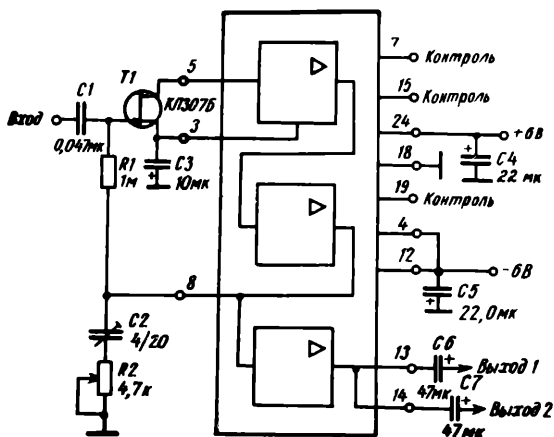 5
7
Контроль
T1
C1
КП307Б
15
Контроль
Вход
3
24
+6В
0,047мк
C3
R1
1м
10мк
18
C4
22 мк
19
Контроль
4
8
12
-6В
C2
4/20
C5
22,0мк
R2
4,7к
13
C6
Выход 1
47мк
C7
14
Выход 2
47мк